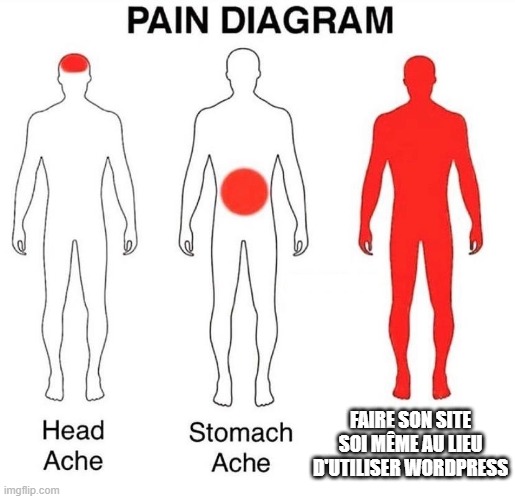 PAIN DIAGRAM
Head
Ache
Stomach
Ache
FAIRE SON SITE
SOI MÊME AU LIEU
D'UTILISER WORDPRESS
imgflip.com